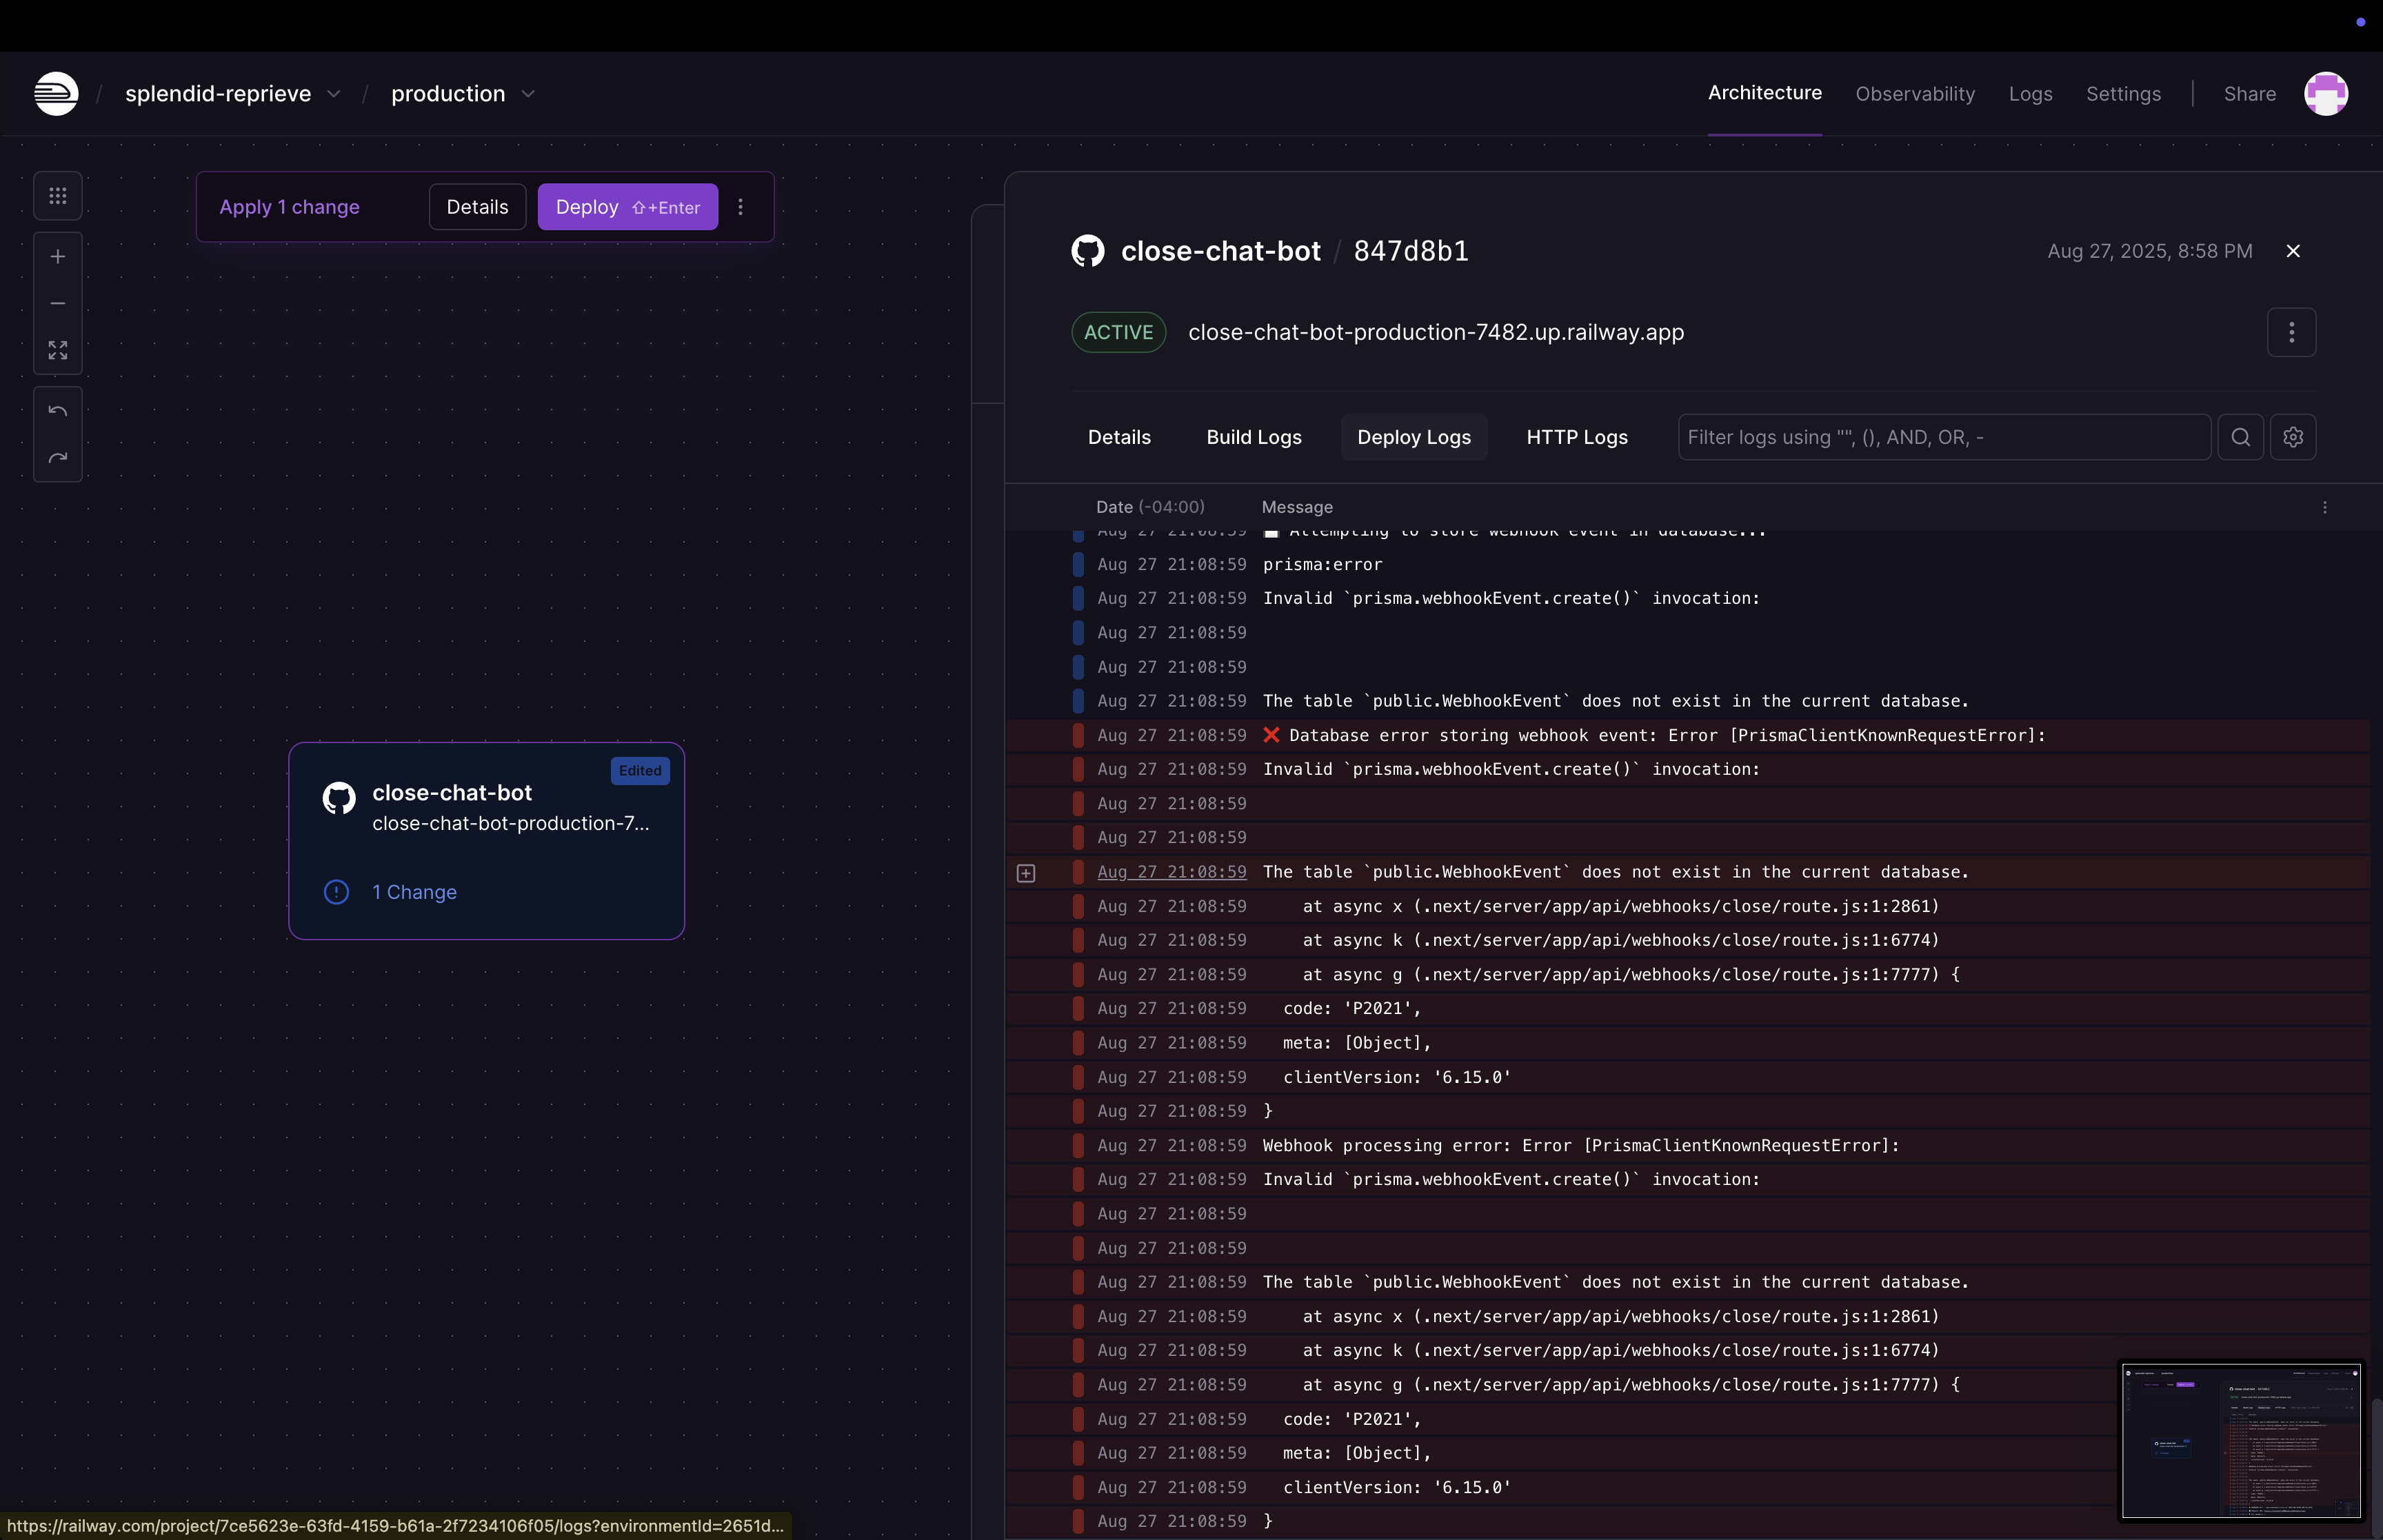 / splendid-reprieve / production
Architecture Observability Logs Settings Share
Apply 1 change Details Deploy ⇧+Enter
close-chat-bot / 847d8b1 Aug 27, 2025, 8:58 PM
ACTIVE close-chat-bot-production-7482.up.railway.app
Details Build Logs Deploy Logs HTTP Logs Filter logs using "", (), AND, OR, -
Date (-04:00) Message
Aug 27 21:08:59 Attempting to store webhook event in database...
Aug 27 21:08:59 prisma:error
Aug 27 21:08:59 Invalid `prisma.webhookEvent.create()` invocation:
Aug 27 21:08:59
Aug 27 21:08:59
Aug 27 21:08:59 The table `public.WebhookEvent` does not exist in the current database.
Aug 27 21:08:59 ❌ Database error storing webhook event: Error [PrismaClientKnownRequestError]:
Aug 27 21:08:59 Invalid `prisma.webhookEvent.create()` invocation:
Aug 27 21:08:59
Aug 27 21:08:59
Aug 27 21:08:59 The table `public.WebhookEvent` does not exist in the current database.
Aug 27 21:08:59 at async x (.next/server/app/api/webhooks/close/route.js:1:2861)
Aug 27 21:08:59 at async k (.next/server/app/api/webhooks/close/route.js:1:6774)
Aug 27 21:08:59 at async g (.next/server/app/api/webhooks/close/route.js:1:7777) {
Aug 27 21:08:59 code: 'P2021',
Aug 27 21:08:59 meta: [Object],
Aug 27 21:08:59 clientVersion: '6.15.0'
Aug 27 21:08:59 }
Aug 27 21:08:59 Webhook processing error: Error [PrismaClientKnownRequestError]:
Aug 27 21:08:59 Invalid `prisma.webhookEvent.create()` invocation:
Aug 27 21:08:59
Aug 27 21:08:59
Aug 27 21:08:59 The table `public.WebhookEvent` does not exist in the current database.
Aug 27 21:08:59 at async x (.next/server/app/api/webhooks/close/route.js:1:2861)
Aug 27 21:08:59 at async k (.next/server/app/api/webhooks/close/route.js:1:6774)
Aug 27 21:08:59 at async g (.next/server/app/api/webhooks/close/route.js:1:7777) {
Aug 27 21:08:59 code: 'P2021',
Aug 27 21:08:59 meta: [Object],
Aug 27 21:08:59 clientVersion: '6.15.0'
Aug 27 21:08:59 }
Edited
close-chat-bot
close-chat-bot-production-7...
1 Change
https://railway.com/project/7ce5623e-63fd-4159-b61a-2f7234106f05/logs?environmentId=2651d...